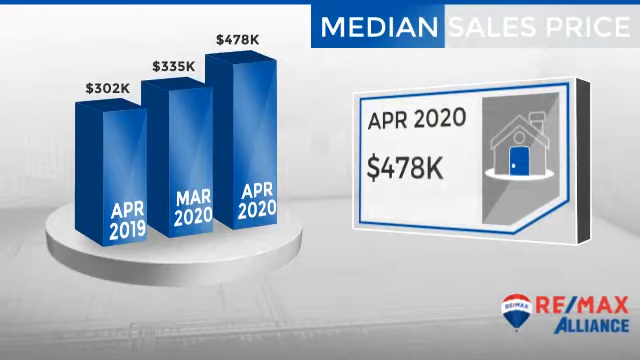 MEDIAN SALES PRICE
$478K
$335K
$302K
APR 2019
MAR 2020
APR 2020
APR 2020
$478K
RE/MAX
RE/MAX
ALLIANCE